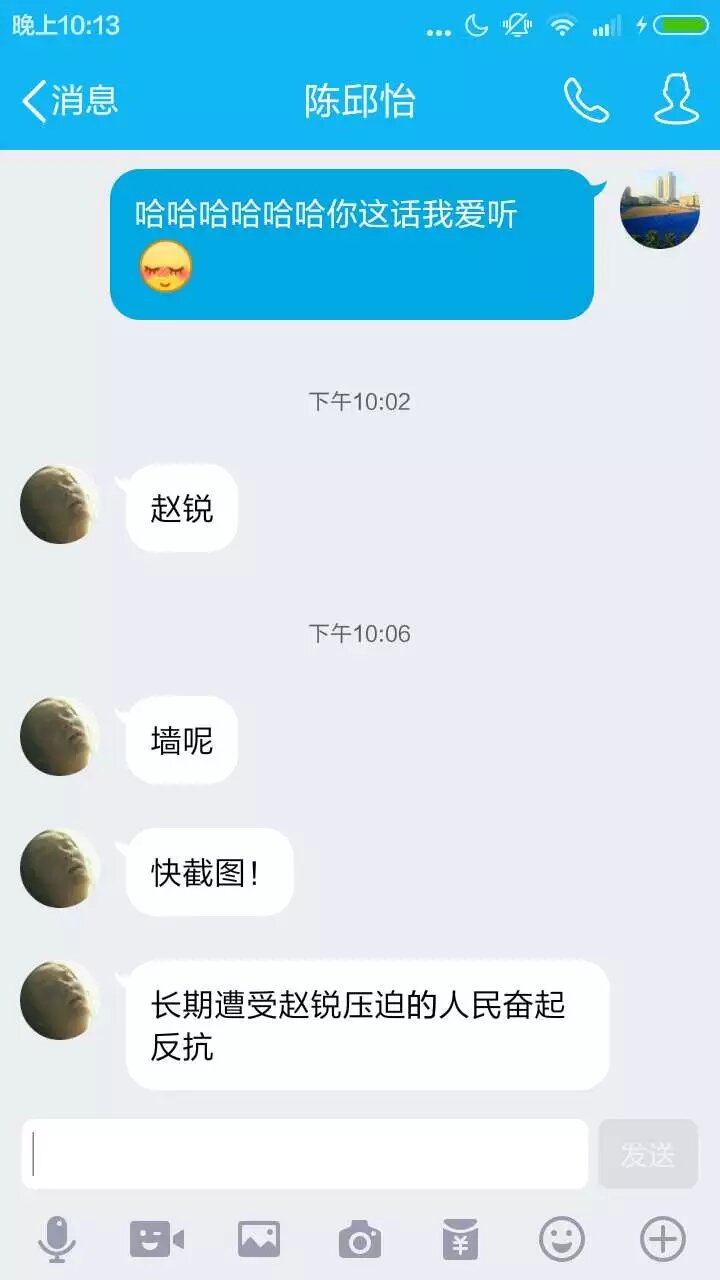 晚上10:13
消息
陈邱怡
哈哈哈哈哈哈你这话我爱听
下午10:02
赵锐
下午10:06
墙呢
快截图！
长期遭受赵锐压迫的人民奋起
反抗
发送